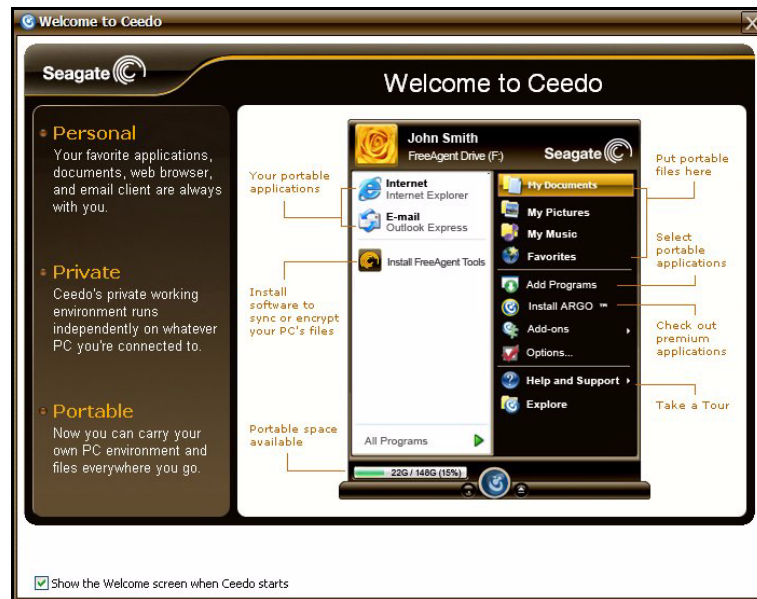 Welcome to Ceedo
Seagate
Welcome to Ceedo
Personal
Your favorite applications,
documents, web browser,
and email client are always
with you.
Private
Ceedo's private working
environment runs
independently on whatever
PC you're connected to.
Portable
Now you can carry your
own PC environment and
files everywhere you go.
Your portable
applications
Install
software to
sync or encrypt
your PC's files
Portable space
available
John Smith
FreeAgent Drive (F:)
Seagate
Internet
Internet Explorer
E-mail
Outlook Express
Install FreeAgent Tools
All Programs
22G / 148G (15%)
My Documents
My Pictures
My Music
Favorites
Add Programs
Install ARGO ™
Add-ons
Options...
Help and Support
Explore
Put portable
files here
Select
portable
applications
Check out
premium
applications
Take a Tour
Show the Welcome screen when Ceedo starts